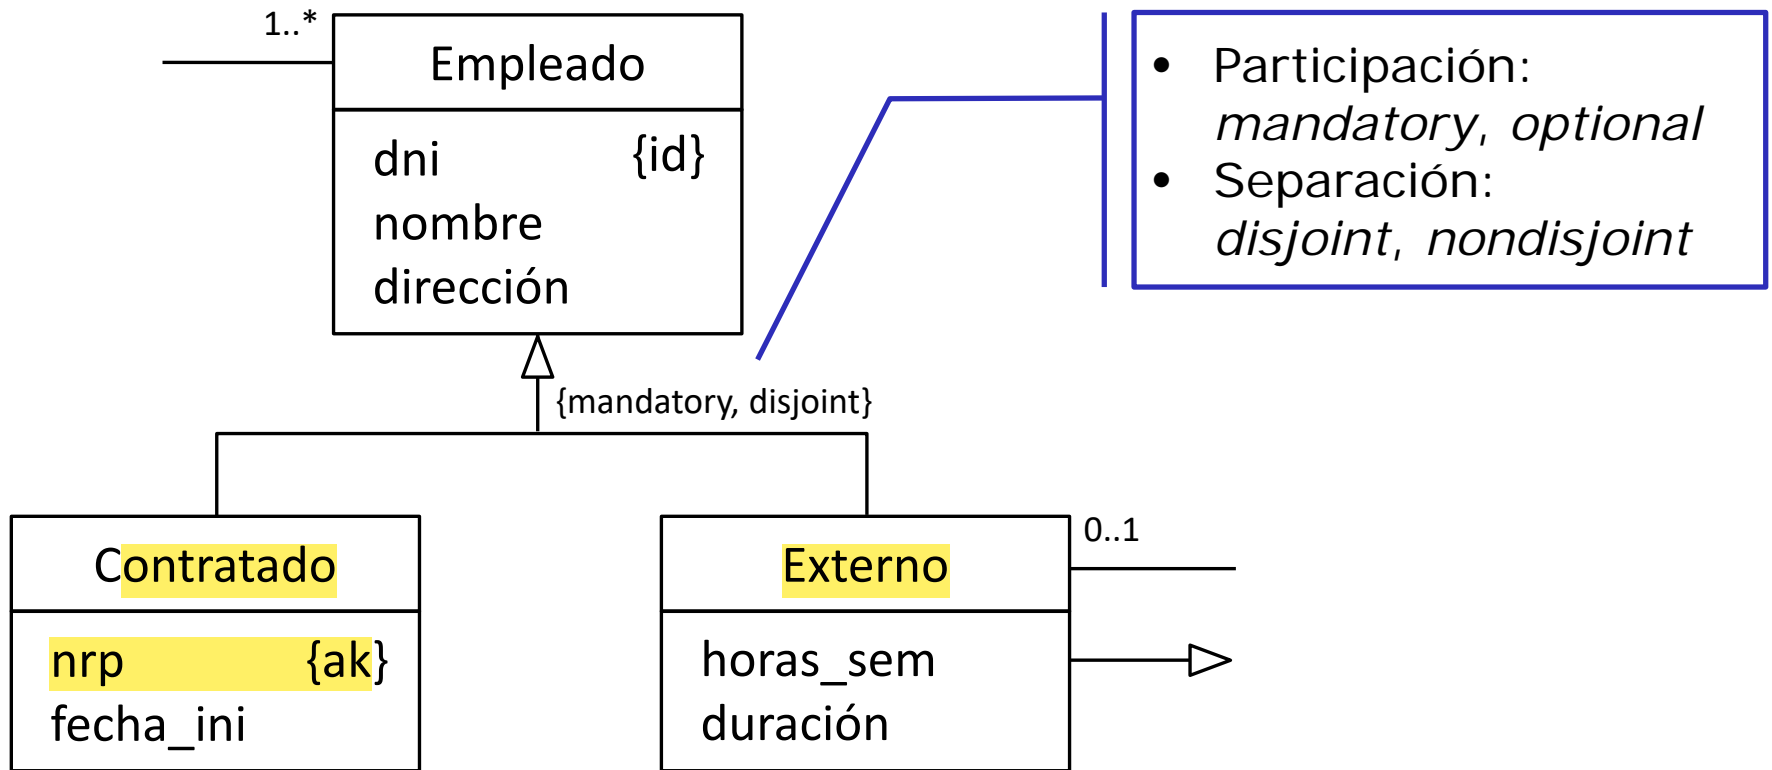 1..*
Empleado
dni {id}
nombre
dirección
• Participación:
mandatory, optional
• Separación:
disjoint, nondisjoint
{mandatory, disjoint}
Contratado
nrp {ak}
fecha_ini
Externo
horas_sem
duración
0..1